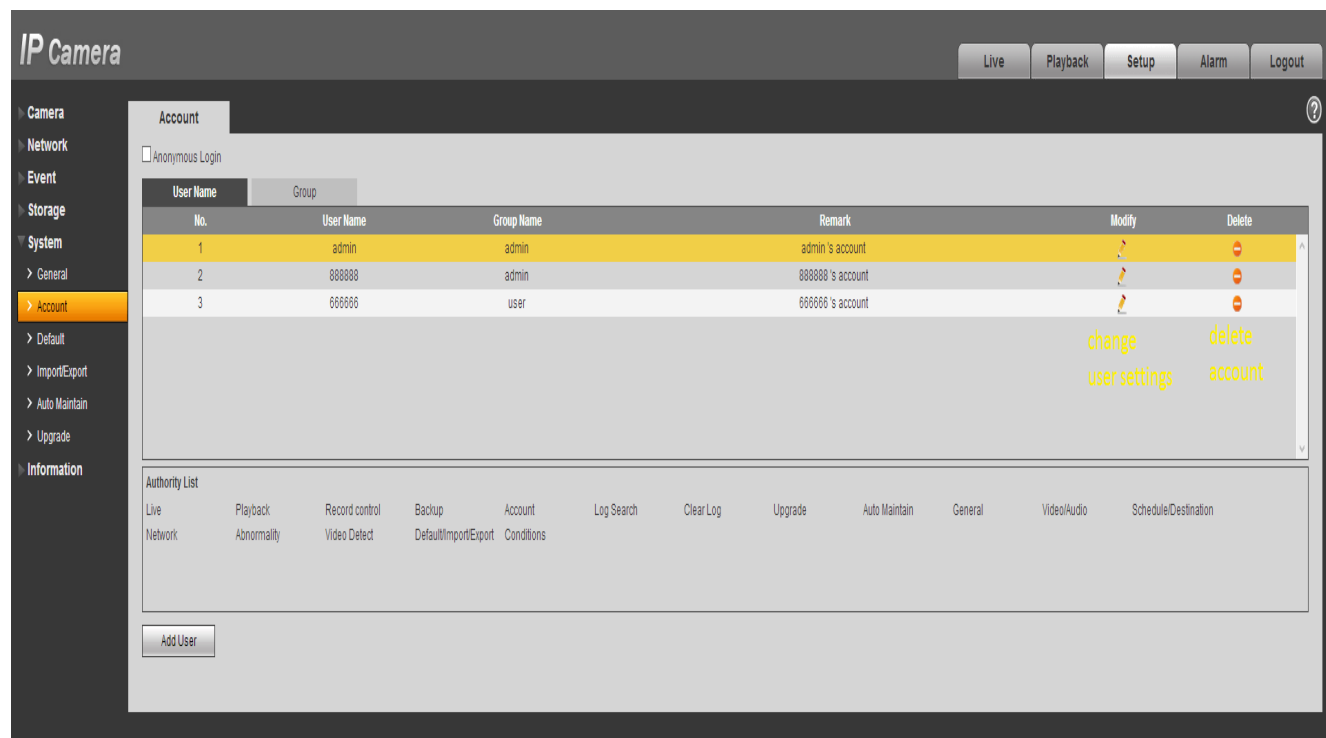 IP Camera
Live Playback Setup Alarm Logout
Camera
Network
Event
Storage
System
General
Account
Default
Import/Export
Auto Maintain
Upgrade
Information
Account
?
Anonymous Login
User Name Group
No. User Name Group Name Remark Modify Delete
1 admin admin admin 's account
2 888888 admin 888888 's account
3 666666 user 666666 's account
change
user settings
delete
account
Authority List
Live Playback Record control Backup Account Log Search Clear Log Upgrade Auto Maintain General Video/Audio Schedule/Destination
Network Abnormality Video Detect Default/Import/Export Conditions
Add User